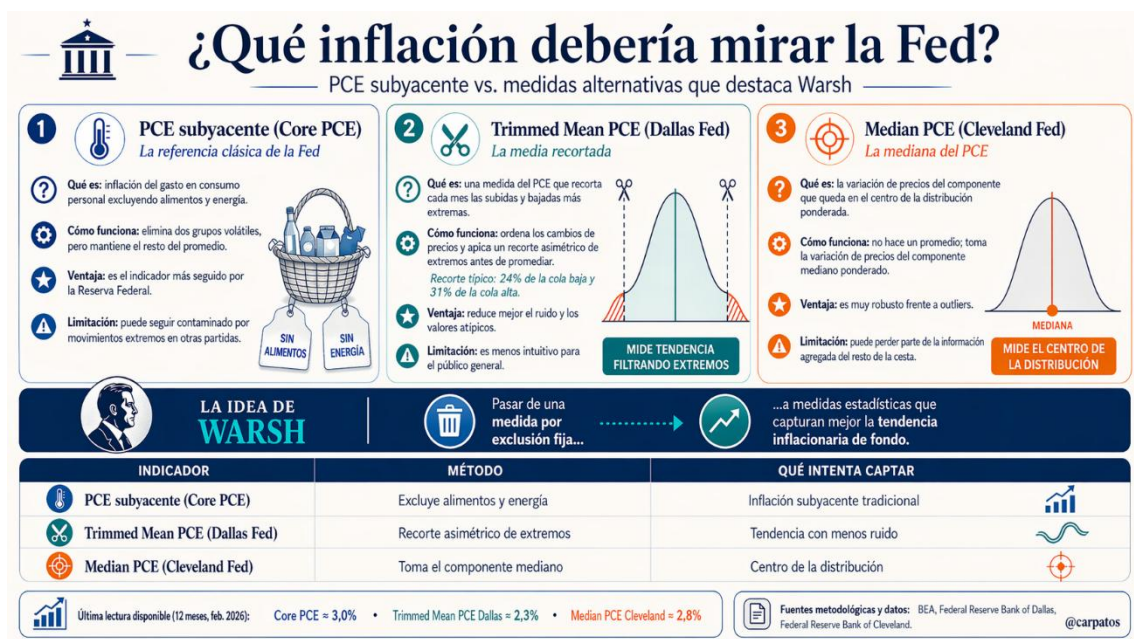 ¿Qué inflación debería mirar la Fed?
PCE subyacente vs. medidas alternativas que destaca Warsh
1
PCE subyacente (Core PCE)
La referencia clásica de la Fed
Qué es: inflación del gasto en consumo
personal excluyendo alimentos y energía.
Cómo funciona: elimina dos grupos volátiles,
pero mantiene el resto del promedio.
Ventaja: es el indicador más seguido por
la Reserva Federal.
Limitación: puede seguir contaminado por
movimientos extremos en otras partidas.
SIN
ALIMENTOS
SIN
ENERGÍA
2
Trimmed Mean PCE (Dallas Fed)
La media recortada
Qué es: una medida del PCE que recorta
cada mes las subidas y bajadas más
extremas.
Cómo funciona: ordena los cambios de
precios y apica un recorte asimétrico de
extremos antes de promediar.
Recorte típico: 24% de la cola baja y
31% de la cola alta.
Ventaja: reduce mejor el ruido y los
valores atípicos.
Limitación: es menos intuitivo para
el público general.
MIDE TENDENCIA
FILTRANDO EXTREMOS
3
Median PCE (Cleveland Fed)
La mediana del PCE
Qué es: la variación de precios del componente
que queda en el centro de la distribución
ponderada.
Cómo funciona: no hace un promedio; toma
la variación de precios del componente
mediano ponderado.
Ventaja: es muy robusto frente a outliers.
Limitación: puede perder parte de la información
agregada del resto de la cesta.
MEDIANA
MIDE EL CENTRO DE
LA DISTRIBUCIÓN
LA IDEA DE
WARSH
Pasar de una
medida por
exclusión fija...
...a medidas estadísticas que
capturan mejor la tendencia
inflacionaria de fondo.
INDICADOR MÉTODO QUÉ INTENTA CAPTAR
PCE subyacente (Core PCE) Excluye alimentos y energía Inflación subyacente tradicional
Trimmed Mean PCE (Dallas Fed) Recorte asimétrico de extremos Tendencia con menos ruido
Median PCE (Cleveland Fed) Toma el componente mediano Centro de la distribución
Última lectura disponible (12 meses, feb. 2026): Core PCE ≈ 3,0% • Trimmed Mean PCE Dallas ≈ 2,3% • Median PCE Cleveland ≈ 2,8%
Fuentes metodológicas y datos: BEA, Federal Reserve Bank of Dallas,
Federal Reserve Bank of Cleveland.
@carpatos